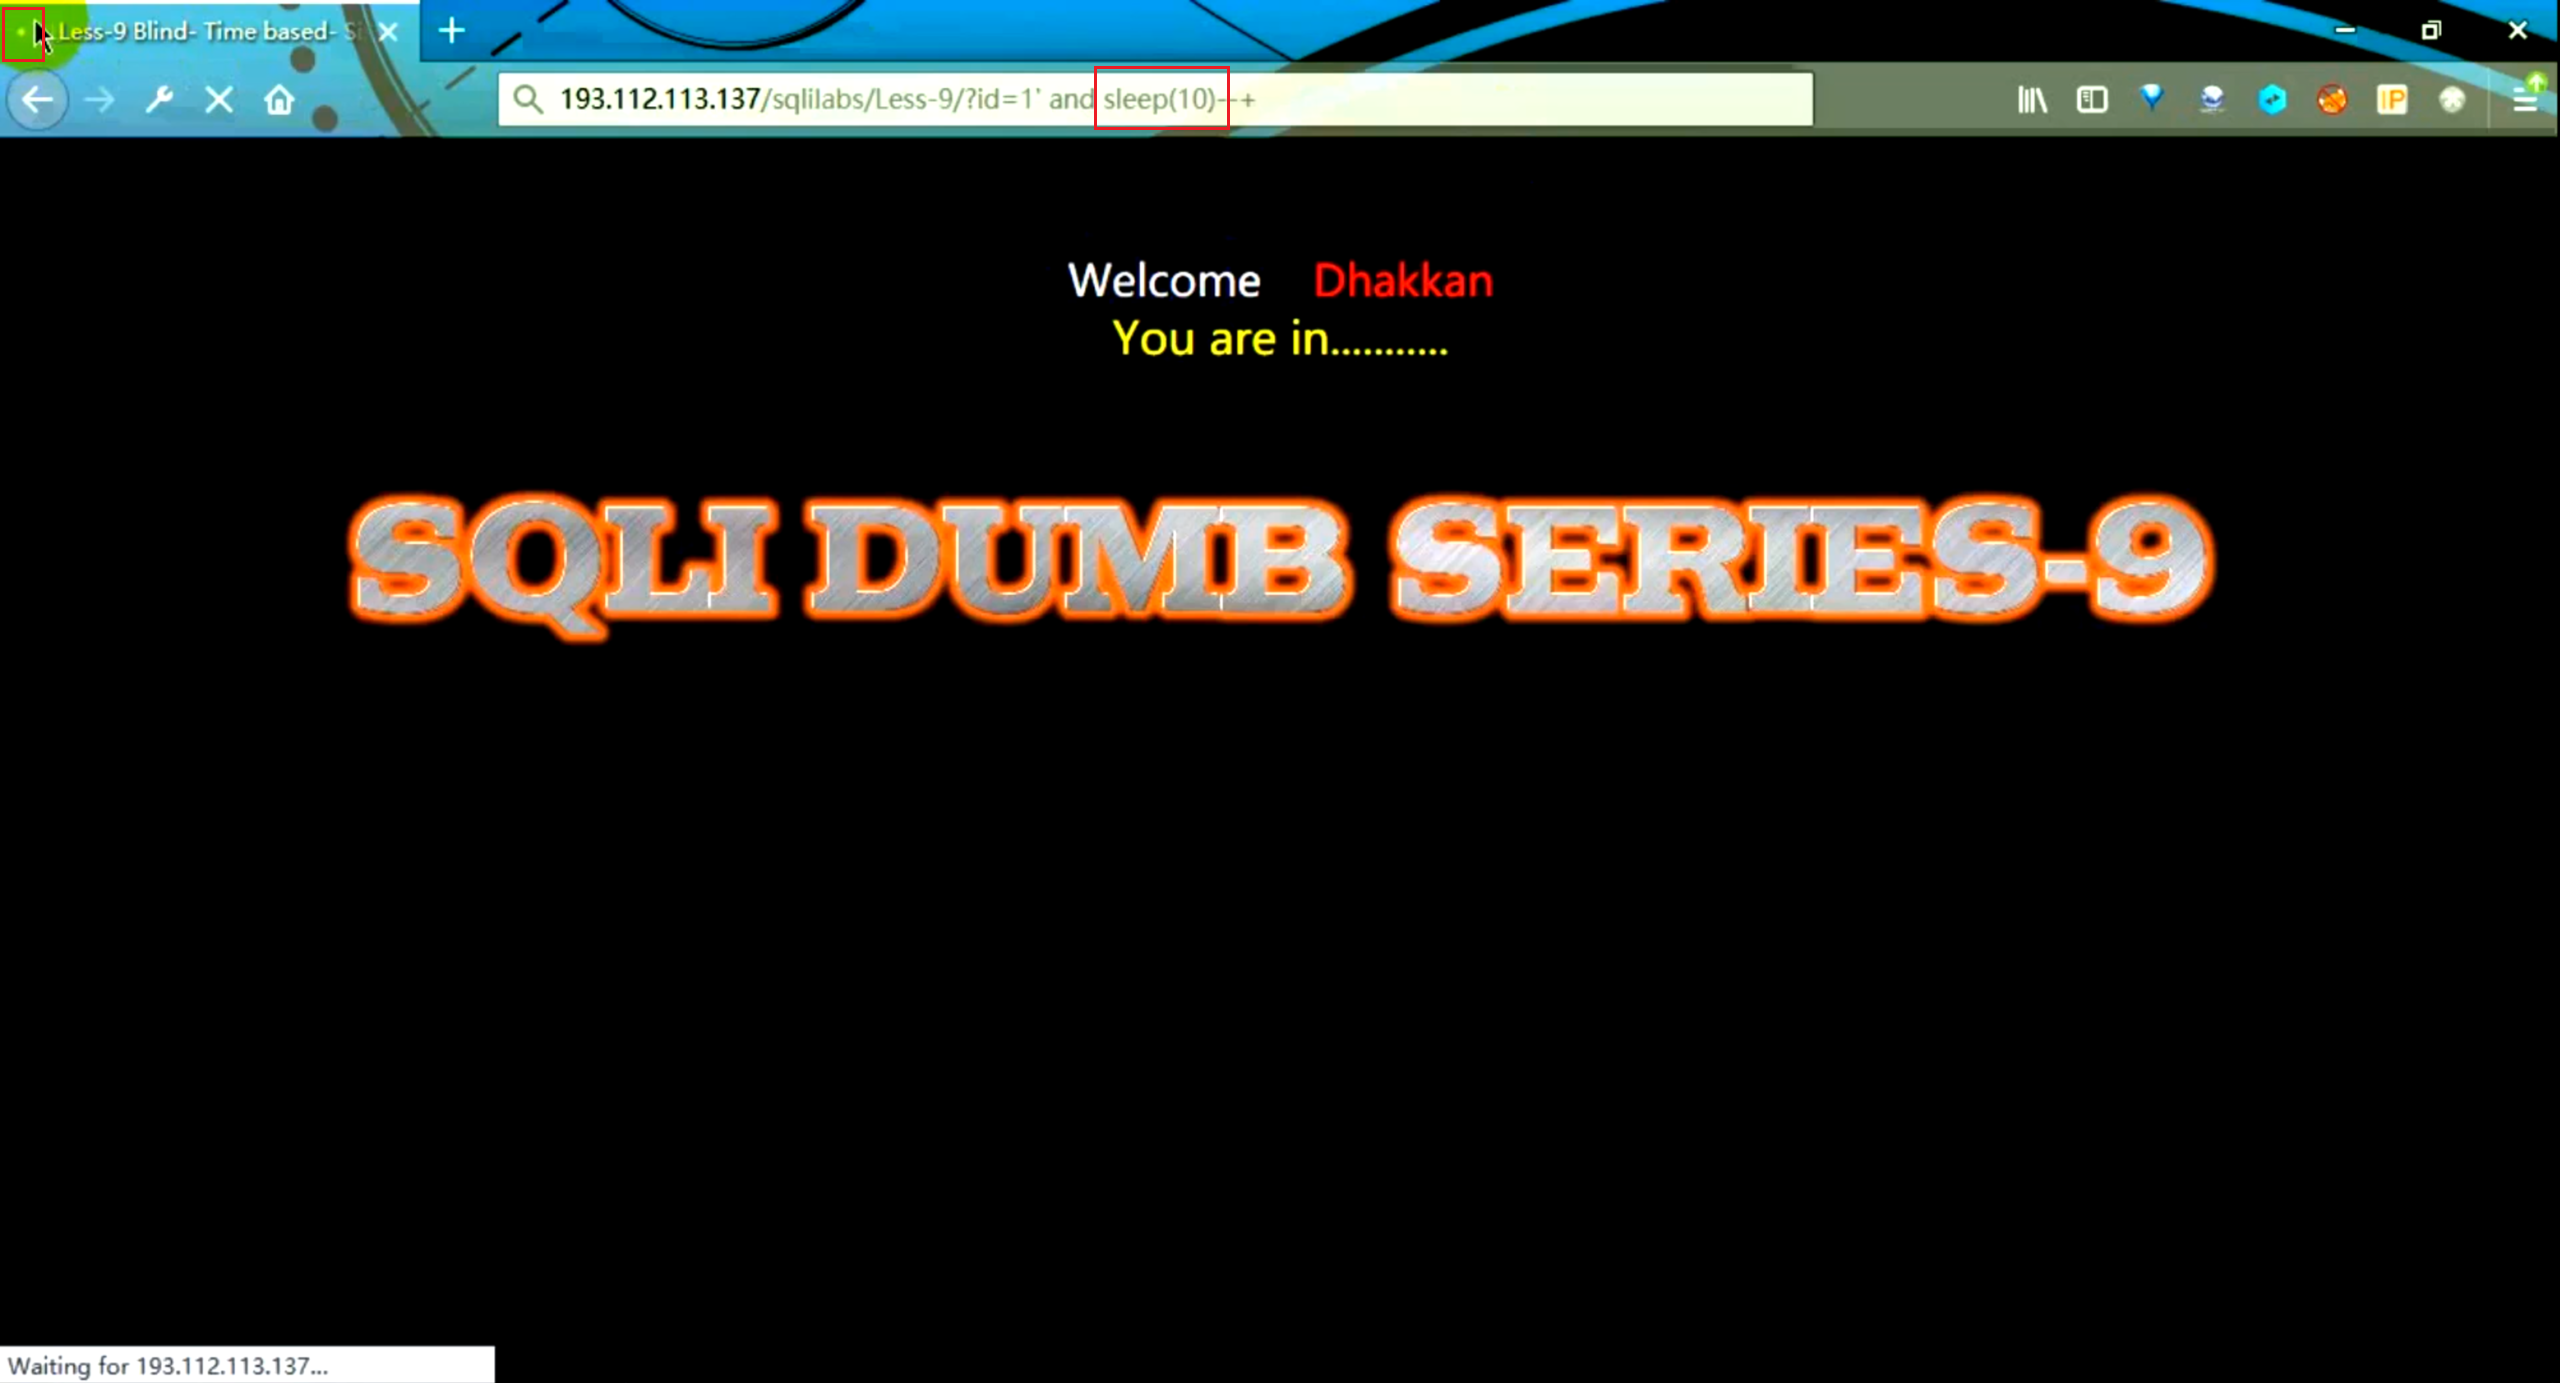 Less-9 Blind- Time based- Si
193.112.113.137/sqlilabs/Less-9/?id=1' and sleep(10)--+
IP
Welcome Dhakkan
You are in...........
SQLI DUMB SERIES-9
Waiting for 193.112.113.137...